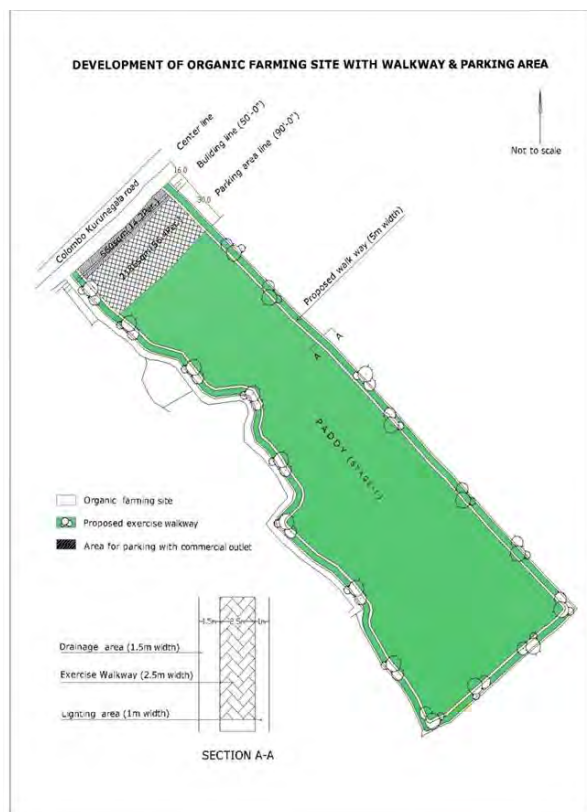 DEVELOPMENT OF ORGANIC FARMING SITE WITH WALKWAY & PARKING AREA
Not to scale
Center line
Building line (50'-0")
Parking area line (90'-0")
16.0
30.0
Colombo Kurunegala road
Proposed walk way (5m width)
A
A
PADDY (STAGE-I)
Organic farming site
Proposed exercise walkway
Area for parking with commercial outlet
1.5m
2.5m
1m
Drainage area (1.5m width)
Exercise Walkway (2.5m width)
Lighting area (1m width)
SECTION A-A